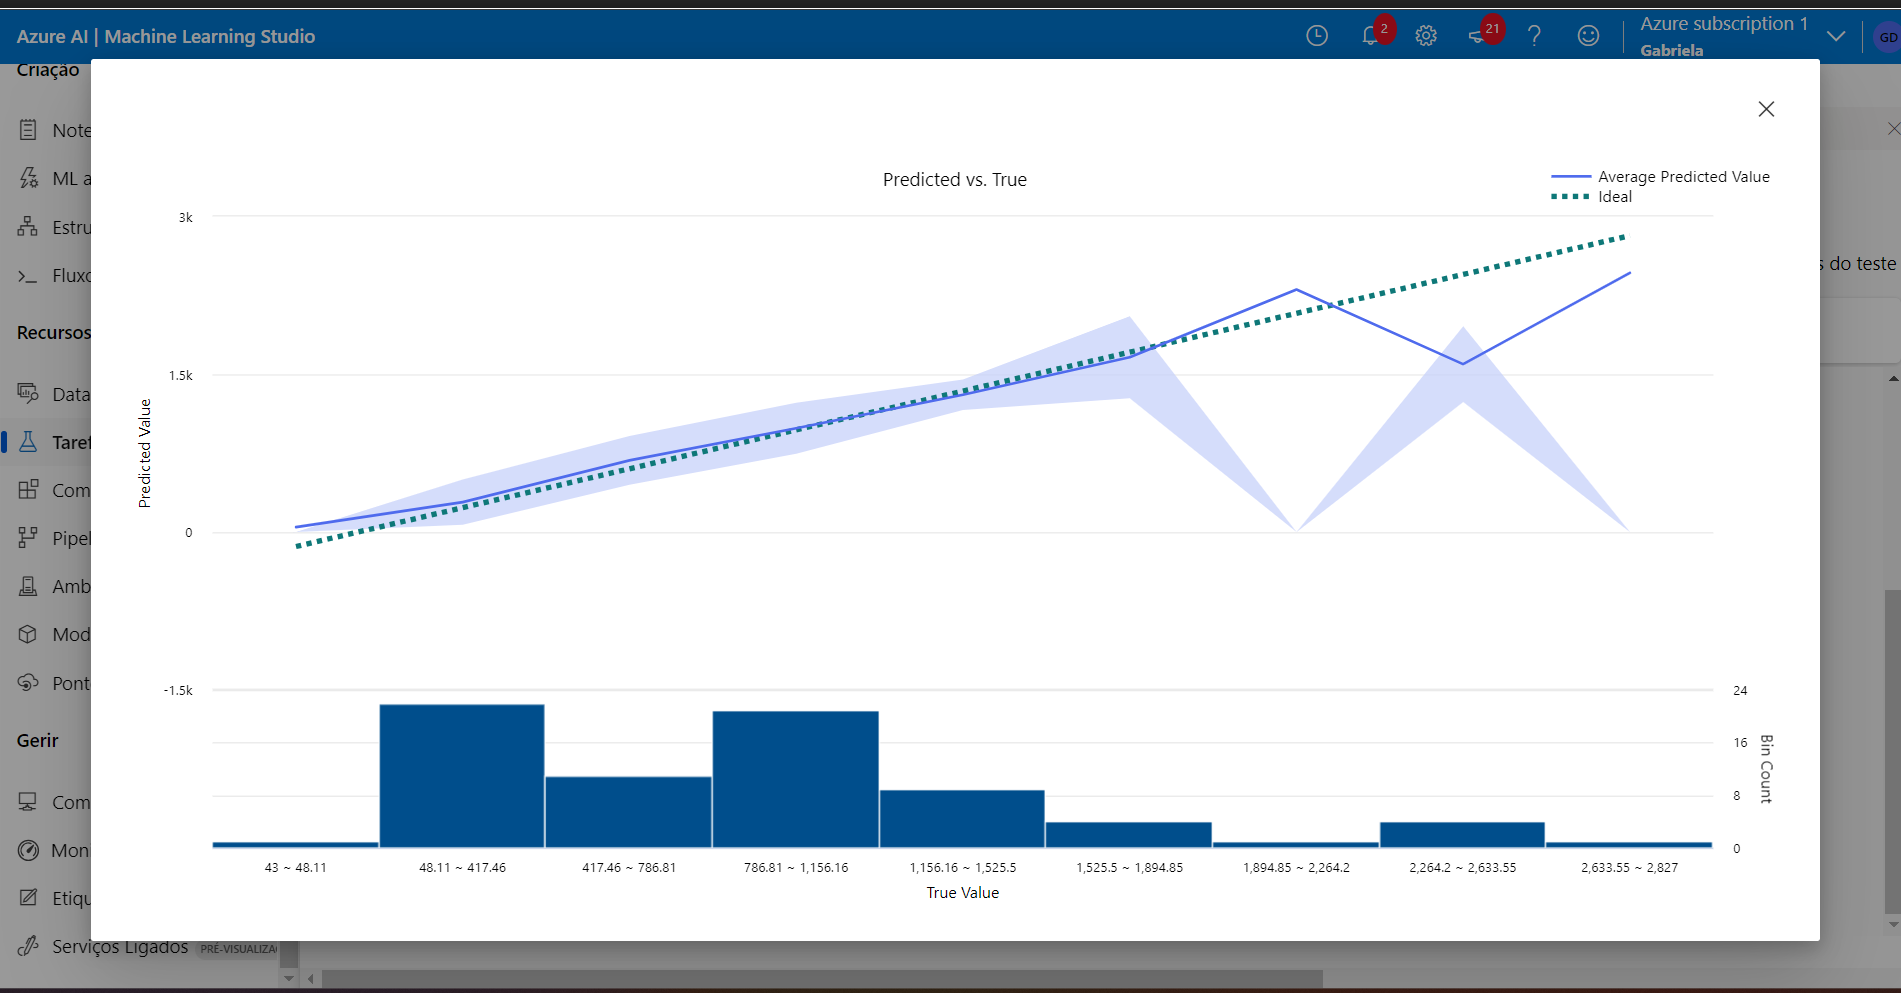 Azure AI | Machine Learning Studio
2
21
Azure subscription 1
Gabriela
GD
Criação
Note
ML a
Estru
Fluxo
Recursos
Data
Taref
Com
Pipel
Amb
Mod
Pont
Gerir
Com
Moni
Etiqu
Serviços Ligados PRÉ-VISUALIZA
s do teste
Predicted vs. True
Average Predicted Value
Ideal
3k
1.5k
0
-1.5k
Predicted Value
24
16
8
0
Bin Count
43 ~ 48.11
48.11 ~ 417.46
417.46 ~ 786.81
786.81 ~ 1,156.16
1,156.16 ~ 1,525.5
1,525.5 ~ 1,894.85
1,894.85 ~ 2,264.2
2,264.2 ~ 2,633.55
2,633.55 ~ 2,827
True Value